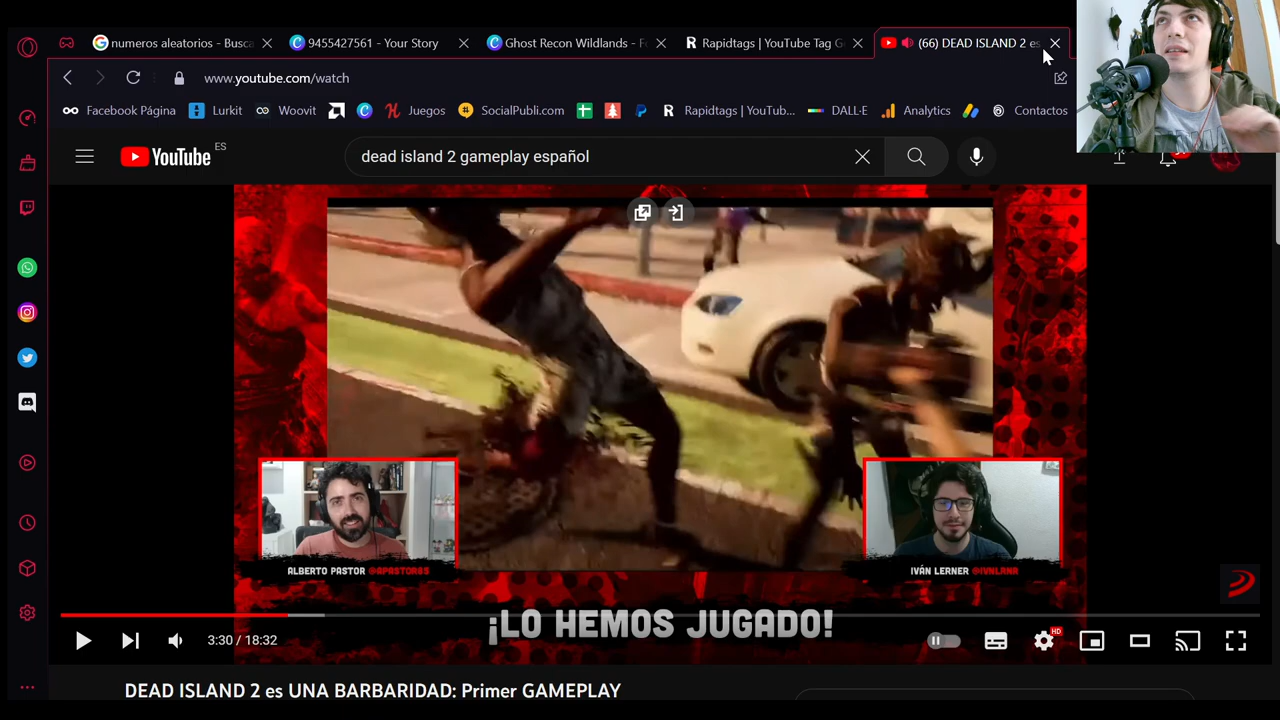 numeros aleatorios - Busca
9455427561 - Your Story
Ghost Recon Wildlands - Fo
Rapidtags | YouTube Tag G
(66) DEAD ISLAND 2 es
www.youtube.com/watch
Facebook Página
Lurkit
Woovit
Juegos
SocialPubli.com
Rapidtags | YouTub...
DALL·E
Analytics
Contactos
YouTube ES
dead island 2 gameplay español
ALBERTO PASTOR @APASTOR85
IVÁN LERNER @IVNLRNR
¡LO HEMOS JUGADO!
3:30 / 18:32
HD
DEAD ISLAND 2 es UNA BARBARIDAD: Primer GAMEPLAY